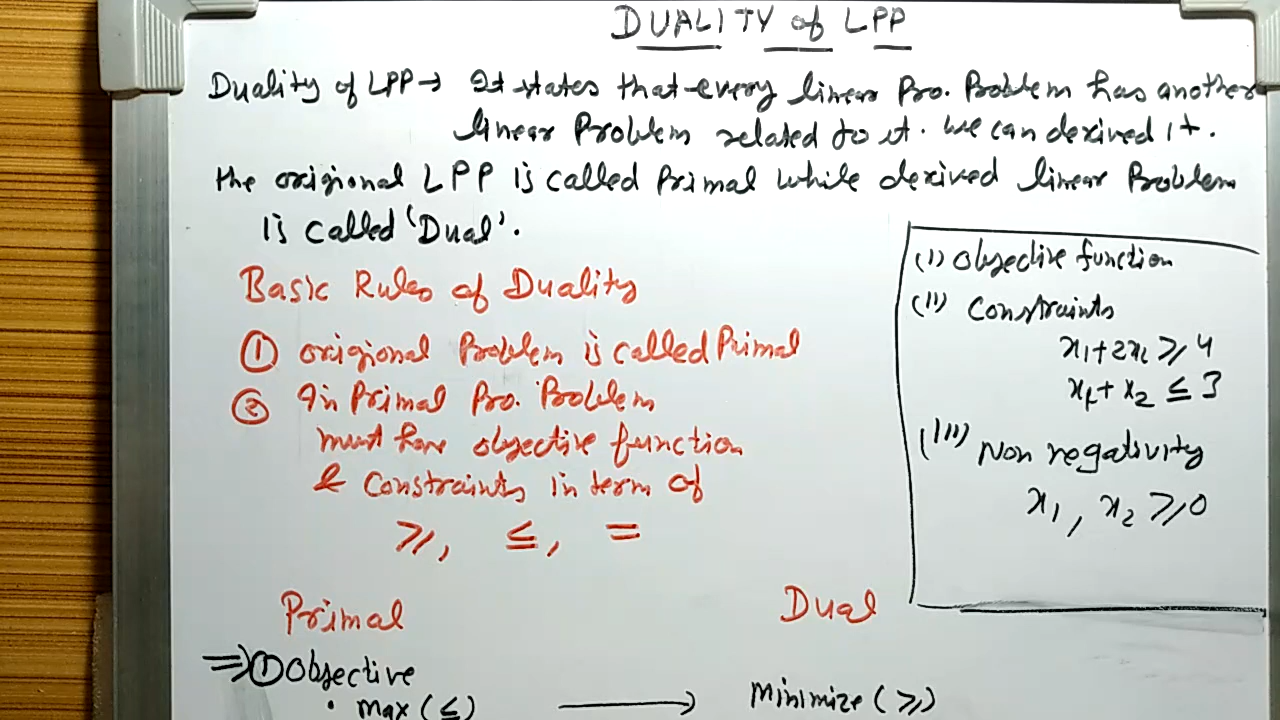 DUALITY of LPP
Duality of LPP → It states that every linear Pro. Problem has another
linear Problem related to it. We can derived it.
the origional LPP is called Primal while derived linear Problem
is called 'Dual'.
Basic Rules of Duality
① origional Problem is called Primal
② In Primal Pro. Problem
must have objective function
& Constraints in term of
≥, ≤, =
(I) Objective function
(II) Constraints
x₁+2x₂ ≥ 4
x₁+x₂ ≤ 3
(III) Non negativity
x₁, x₂ ≥ 0
Primal Dual
⇒ ① Objective
• Max (≤) → Minimize (≥)